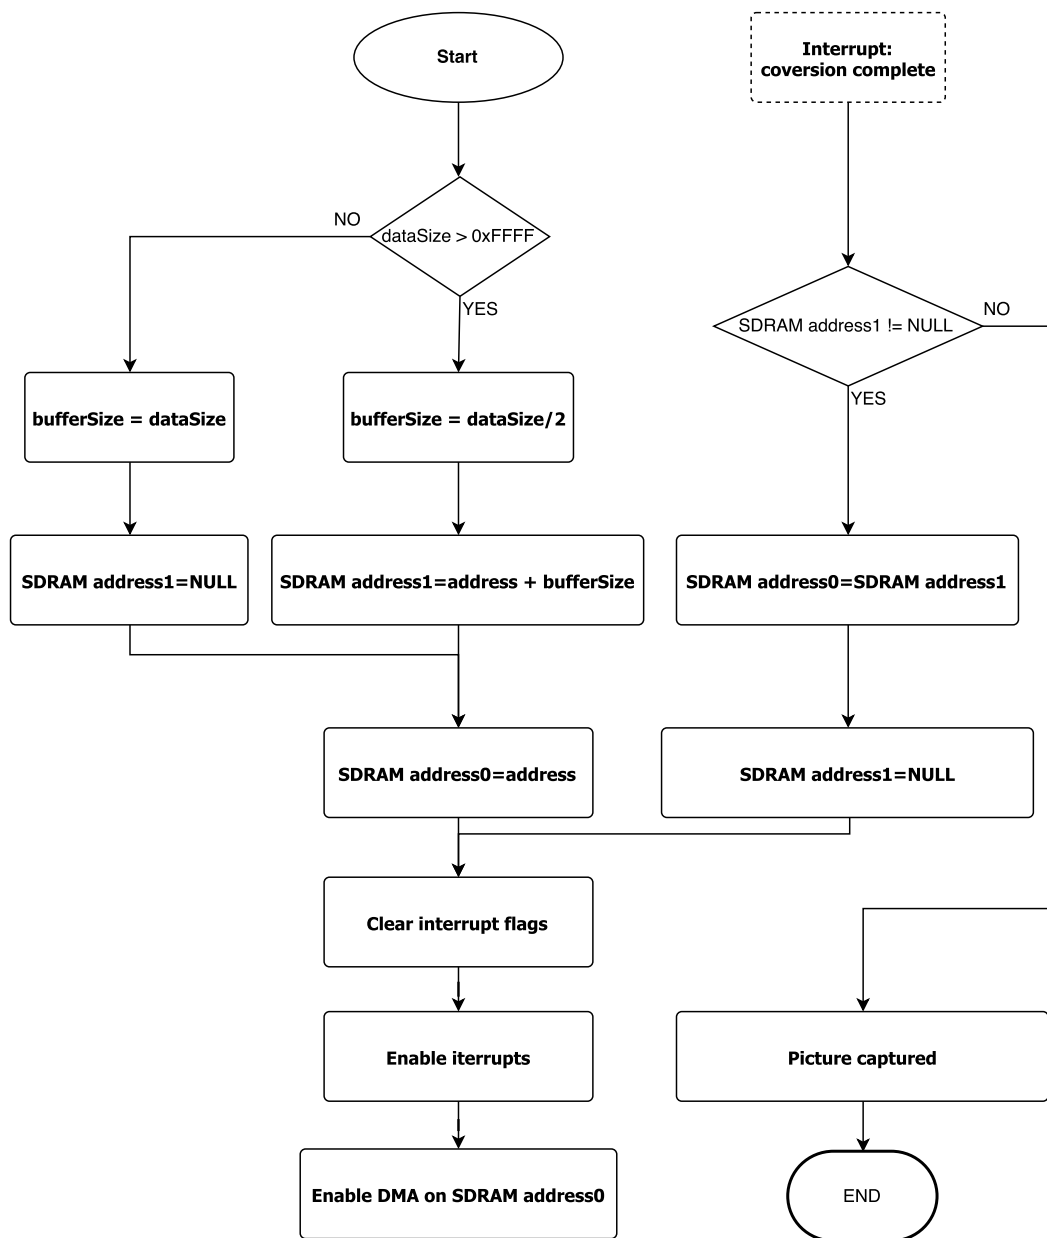 Start
Interrupt:
coversion complete
NO
dataSize > 0xFFFF
YES
SDRAM address1 != NULL
NO
YES
bufferSize = dataSize
bufferSize = dataSize/2
SDRAM address1=NULL
SDRAM address1=address + bufferSize
SDRAM address0=SDRAM address1
SDRAM address0=address
SDRAM address1=NULL
Clear interrupt flags
Enable iterrupts
Picture captured
Enable DMA on SDRAM address0
END